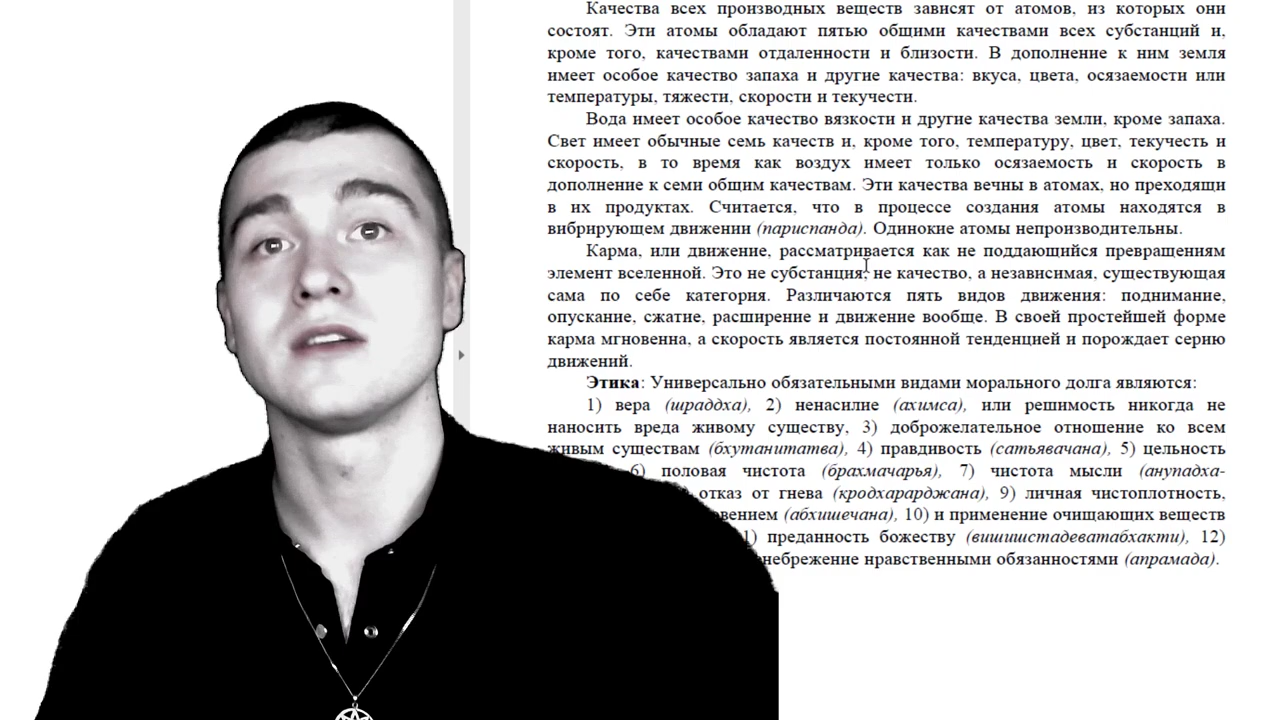 Качества всех производных веществ зависят от атомов, из которых они
состоят. Эти атомы обладают пятью общими качествами всех субстанций и,
кроме того, качествами отдаленности и близости. В дополнение к ним земля
имеет особое качество запаха и другие качества: вкуса, цвета, осязаемости или
температуры, тяжести, скорости и текучести.
Вода имеет особое качество вязкости и другие качества земли, кроме запаха.
Свет имеет обычные семь качеств и, кроме того, температуру, цвет, текучесть и
скорость, в то время как воздух имеет только осязаемость и скорость в
дополнение к семи общим качествам. Эти качества вечны в атомах, но преходящи
в их продуктах. Считается, что в процессе создания атомы находятся в
вибрирующем движении (париспанда). Одинокие атомы непроизводительны.
Карма, или движение, рассматривается как не поддающийся превращениям
элемент вселенной. Это не субстанция, не качество, а независимая, существующая
сама по себе категория. Различаются пять видов движения: поднимание,
опускание, сжатие, расширение и движение вообще. В своей простейшей форме
карма мгновенна, а скорость является постоянной тенденцией и порождает серию
движений.
Этика: Универсально обязательными видами морального долга являются:
1) вера (шраддха), 2) ненасилие (ахимса), или решимость никогда не
наносить вреда живому существу, 3) доброжелательное отношение ко всем
живым существам (бхутанитатва), 4) правдивость (сатьявачана), 5) цельность
6) половая чистота (брахмачарья), 7) чистота мысли (анупадха-
отказ от гнева (кродхарарджана), 9) личная чистоплотность,
(абхишечана), 10) и применение очищающих веществ
преданность божеству (вишиштадеватабхакти), 12)
нравственными обязанностями (апрамада).